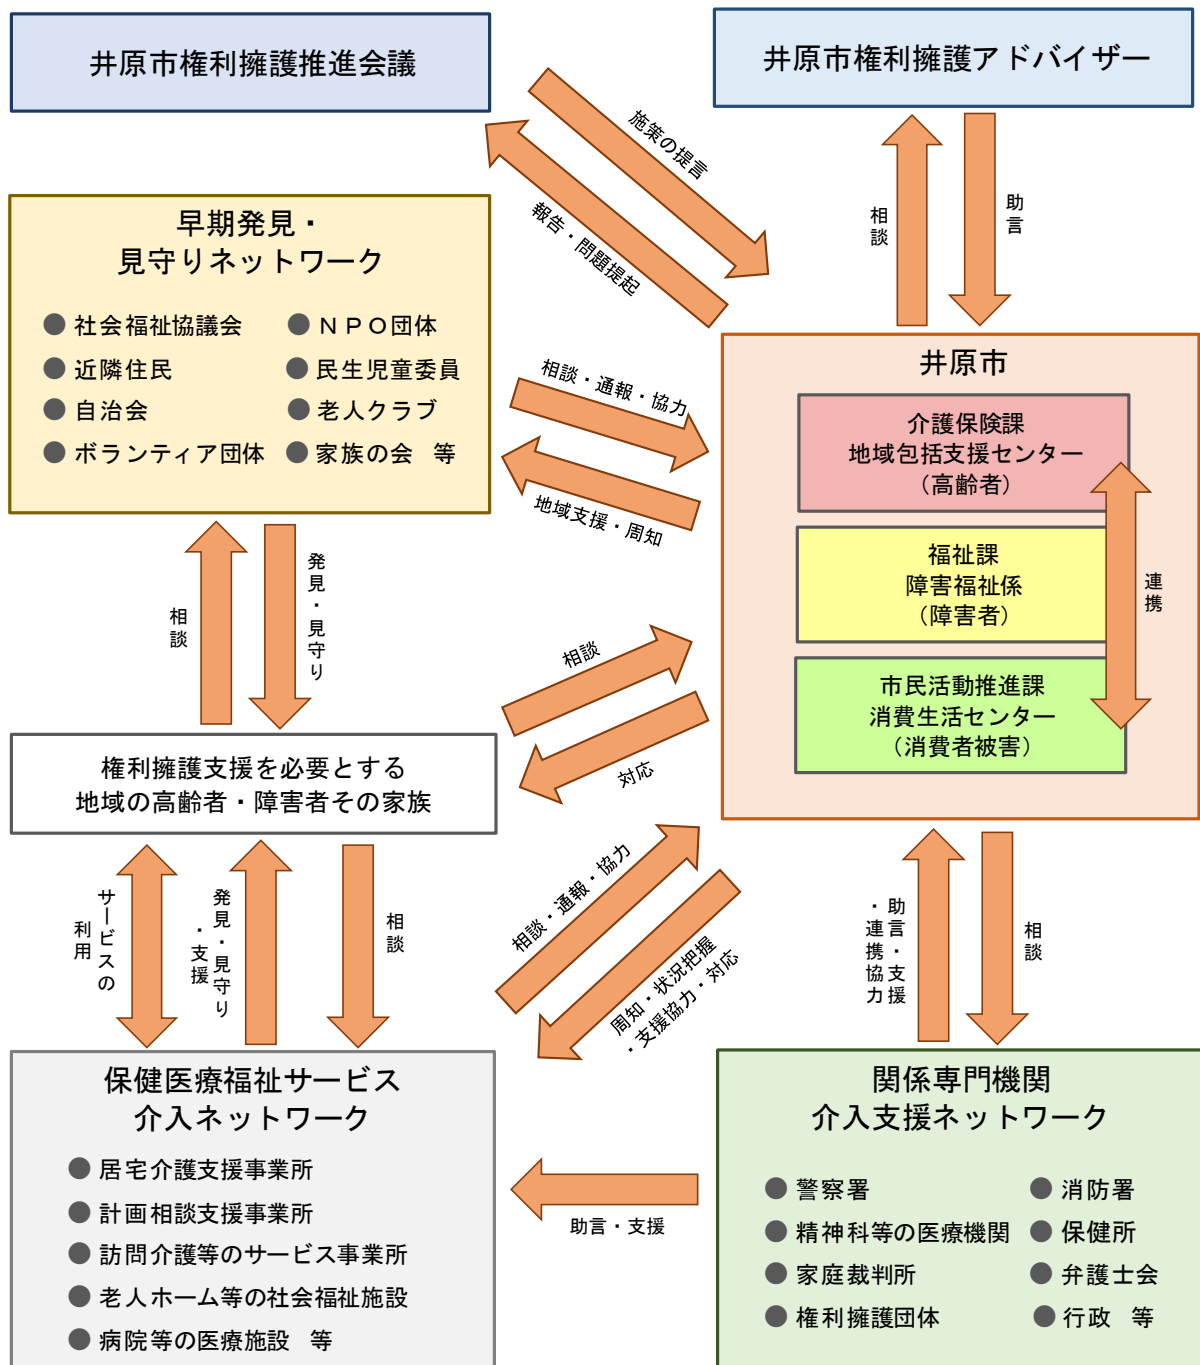 井原市権利擁護推進会議
井原市権利擁護アドバイザー
施策の提言
報告・問題提起
相談
助言
早期発見・
見守りネットワーク
● 社会福祉協議会
● ＮＰＯ団体
● 近隣住民
● 民生児童委員
● 自治会
● 老人クラブ
● ボランティア団体
● 家族の会　等
相談・通報・協力
地域支援・周知
井原市
介護保険課
地域包括支援センター
（高齢者）
福祉課
障害福祉係
（障害者）
市民活動推進課
消費生活センター
（消費者被害）
連携
相談
発見・見守り
相談
対応
権利擁護支援を必要とする
地域の高齢者・障害者その家族
サービスの
利用
発見・見守り
・支援
相談
相談・通報・協力
周知・状況把握
・支援協力・対応
助言・支援
・連携協力
相談
保健医療福祉サービス
介入ネットワーク
● 居宅介護支援事業所
● 計画相談支援事業所
● 訪問介護等のサービス事業所
● 老人ホーム等の社会福祉施設
● 病院等の医療施設　等
助言・支援
関係専門機関
介入支援ネットワーク
● 警察署
● 消防署
● 精神科等の医療機関
● 保健所
● 家庭裁判所
● 弁護士会
● 権利擁護団体
● 行政　等